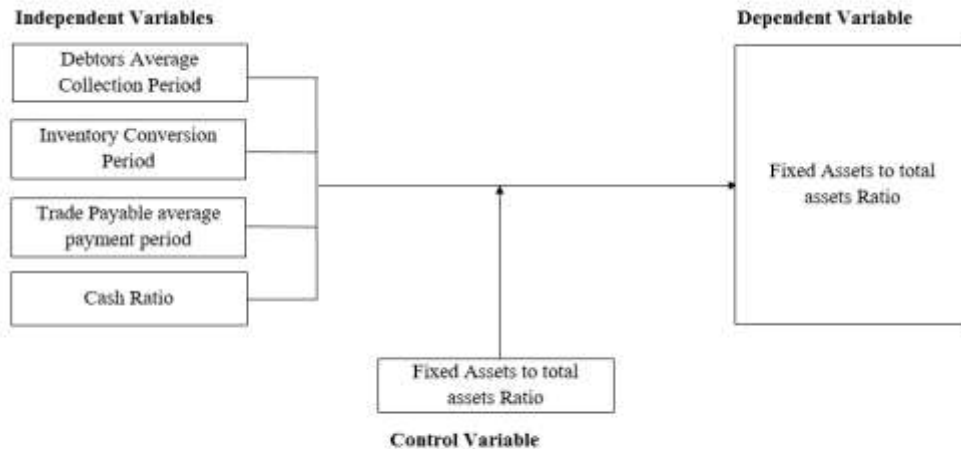 Independent Variables
Dependent Variable
Debtors Average
Collection Period
Inventory Conversion
Period
Trade Payable average
payment period
Cash Ratio
Fixed Assets to total
assets Ratio
Fixed Assets to total
assets Ratio
Control Variable